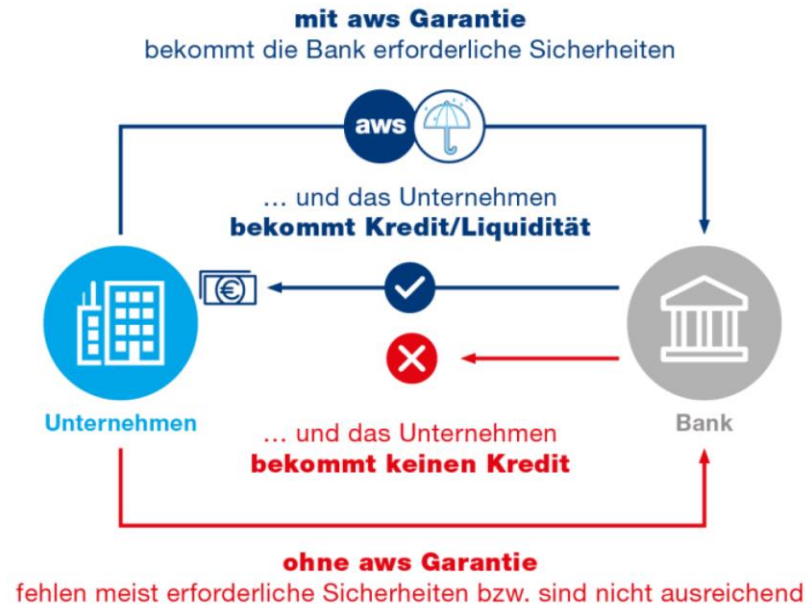 mit aws Garantie
bekommt die Bank erforderliche Sicherheiten
aws
... und das Unternehmen
bekommt Kredit/Liquidität
€
Unternehmen
Bank
... und das Unternehmen
bekommt keinen Kredit
ohne aws Garantie
fehlen meist erforderliche Sicherheiten bzw. sind nicht ausreichend